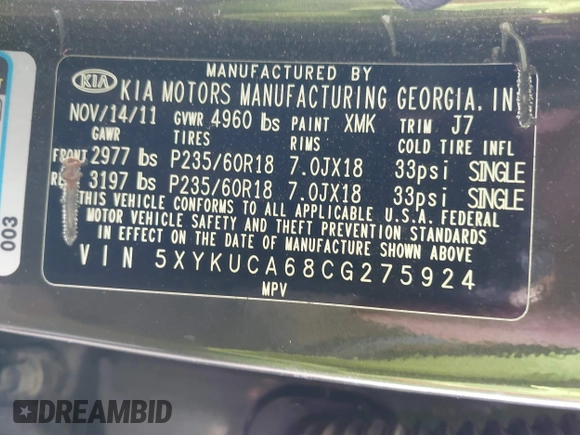 MANUFACTURED BY
KIA KIA MOTORS MANUFACTURING GEORGIA, IN
NOV/14/11 GVWR 4960 lbs PAINT XMK TRIM J7
GAWR TIRES RIMS COLD TIRE INFL
FRONT 2977 lbs P235/60R18 7.0JX18 33psi SINGLE
3197 lbs P235/60R18 7.0JX18 33psi SINGLE
THIS VEHICLE CONFORMS TO ALL APPLICABLE U.S.A. FEDERAL
MOTOR VEHICLE SAFETY AND THEFT PREVENTION STANDARDS
IN EFFECT ON THE DATE OF MANUFACTURE SHOWN ABOVE
VIN 5XYKUCA68CG275924
MPV
003
DREAMBID